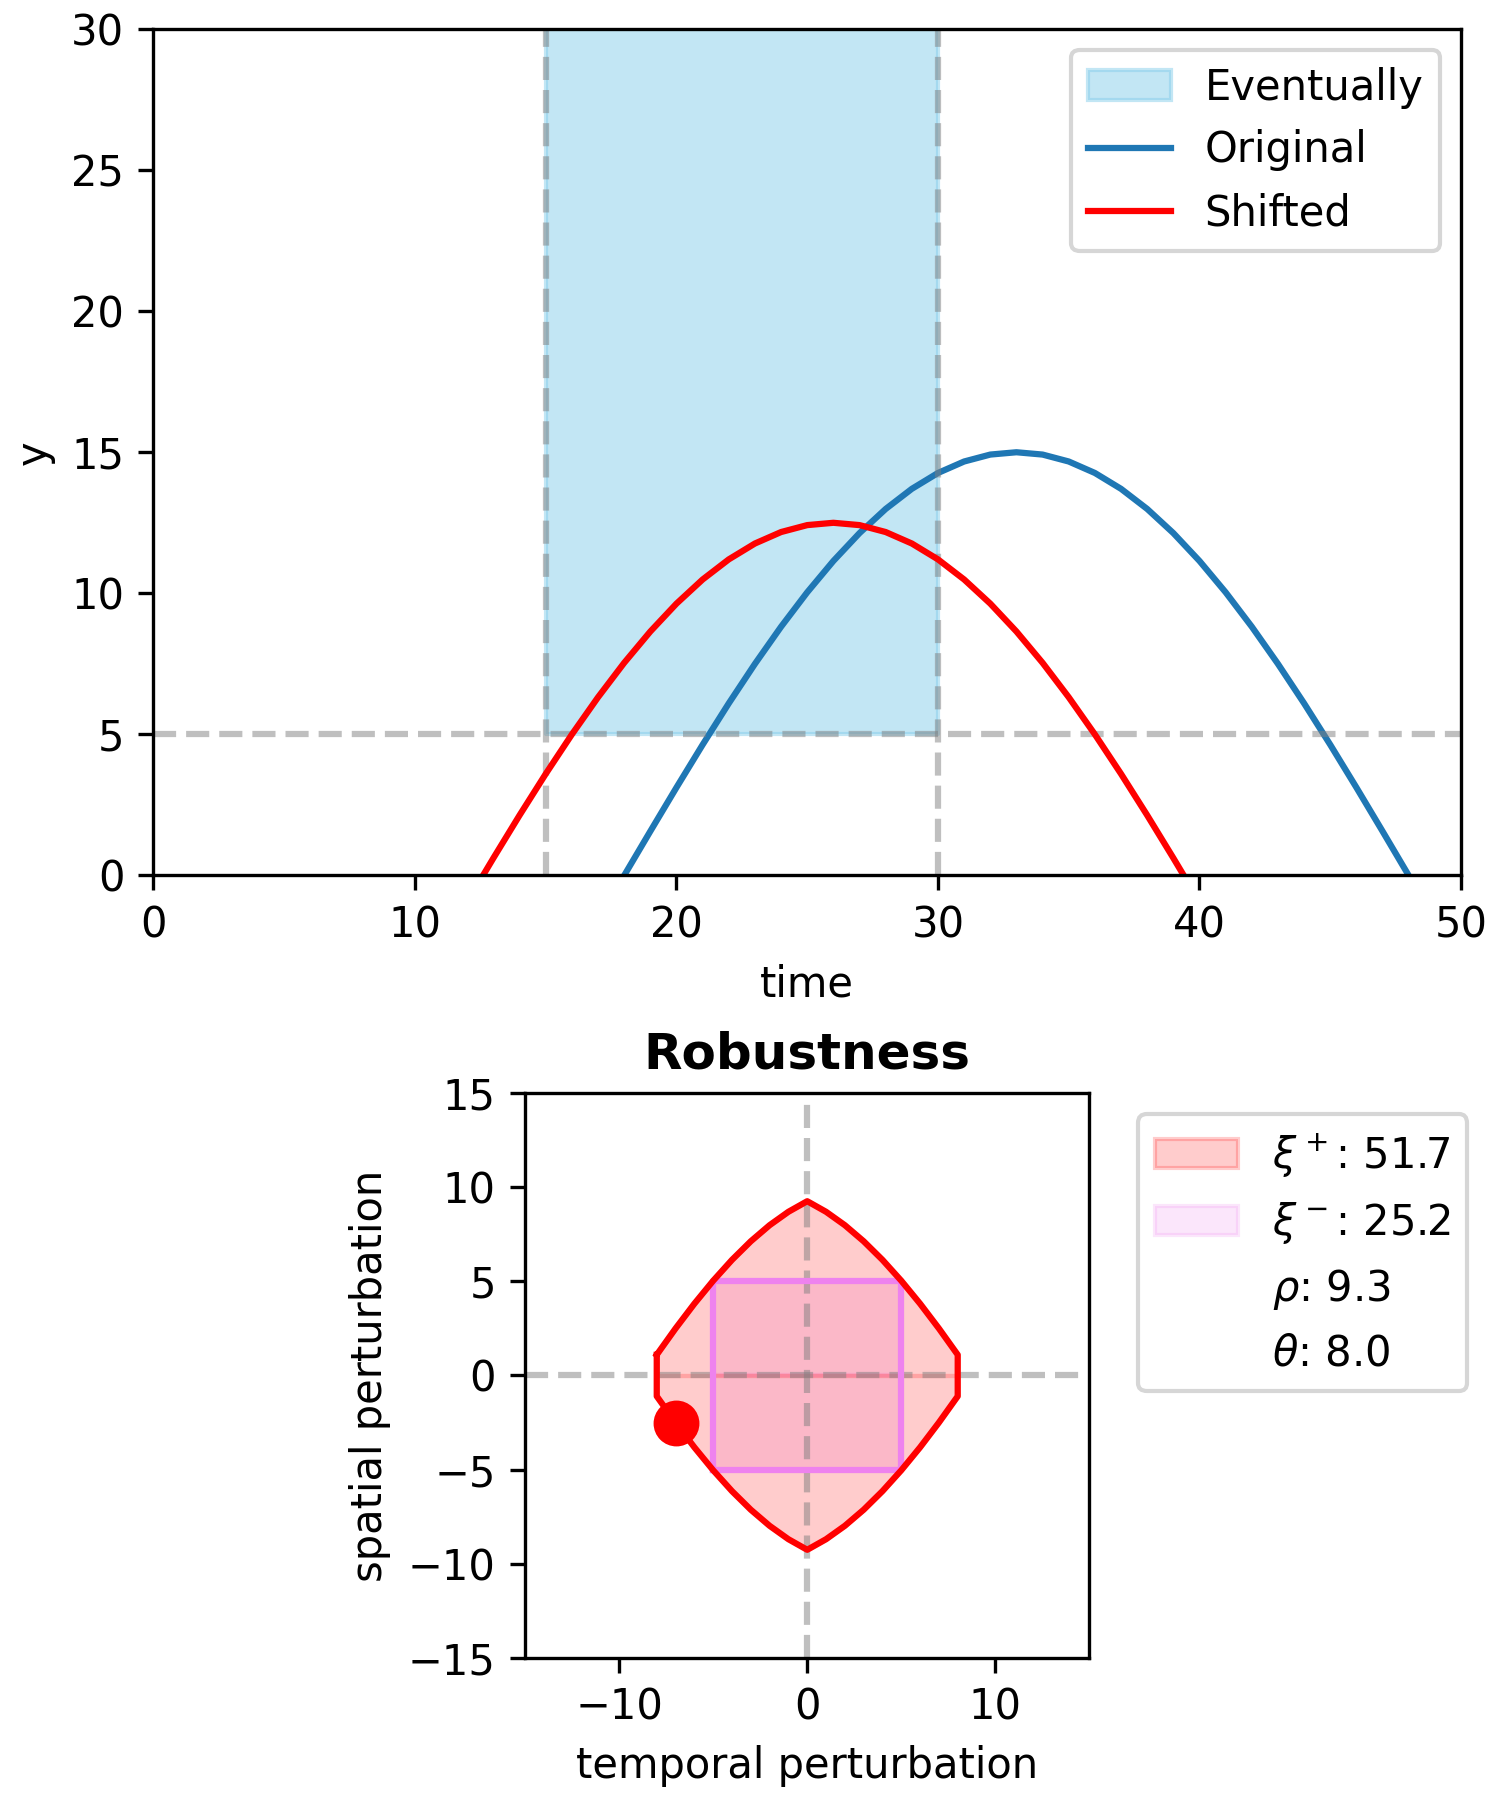 30
25
20
15
10
5
0
y
0 10 20 30 40 50
time
Eventually
Original
Shifted
Robustness
15
10
5
0
−5
−10
−15
spatial perturbation
−10 0 10
temporal perturbation
ξ⁺: 51.7
ξ⁻: 25.2
ρ: 9.3
θ: 8.0